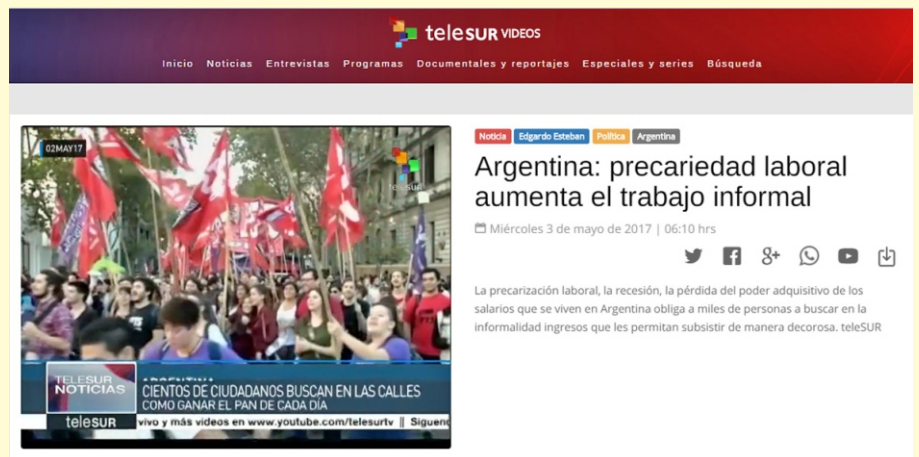 telesUR VIDEOS
Inicio Noticias Entrevistas Programas Documentales y reportajes Especiales y series Búsqueda
02MAY17
telesUR
TELESUR
NOTICIAS
ARGENTINA
CIENTOS DE CIUDADANOS BUSCAN EN LAS CALLES
COMO GANAR EL PAN DE CADA DÍA
telesUR vivo y más videos en www.youtube.com/telesurtv || Siguen
Noticia Edgardo Esteban Política Argentina
Argentina: precariedad laboral
aumenta el trabajo informal
Miércoles 3 de mayo de 2017 | 06:10 hrs
La precarización laboral, la recesión, la pérdida del poder adquisitivo de los
salarios que se viven en Argentina obliga a miles de personas a buscar en la
informalidad ingresos que les permitan subsistir de manera decorosa. teleSUR